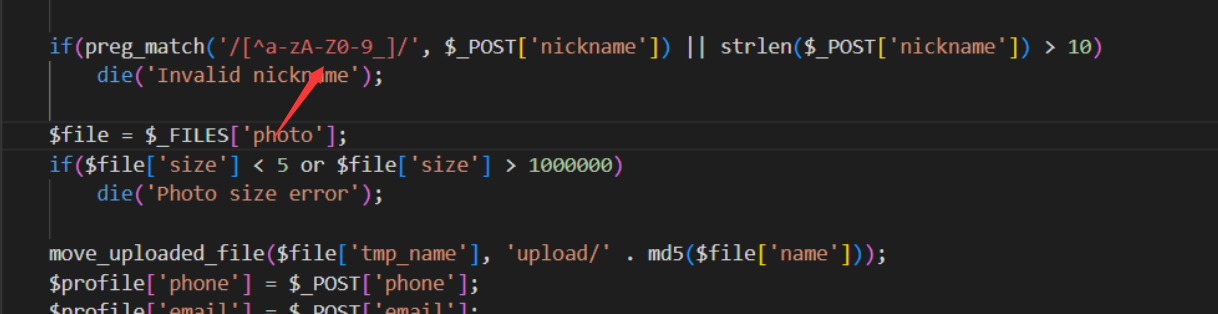 if(preg_match('/[^a-zA-Z0-9_]/', $_POST['nickname']) || strlen($_POST['nickname']) > 10)
die('Invalid nickname');
$file = $_FILES['photo'];
if($file['size'] < 5 or $file['size'] > 1000000)
die('Photo size error');
move_uploaded_file($file['tmp_name'], 'upload/' . md5($file['name']));
$profile['phone'] = $_POST['phone'];
$profile['email'] = $_POST['email'];